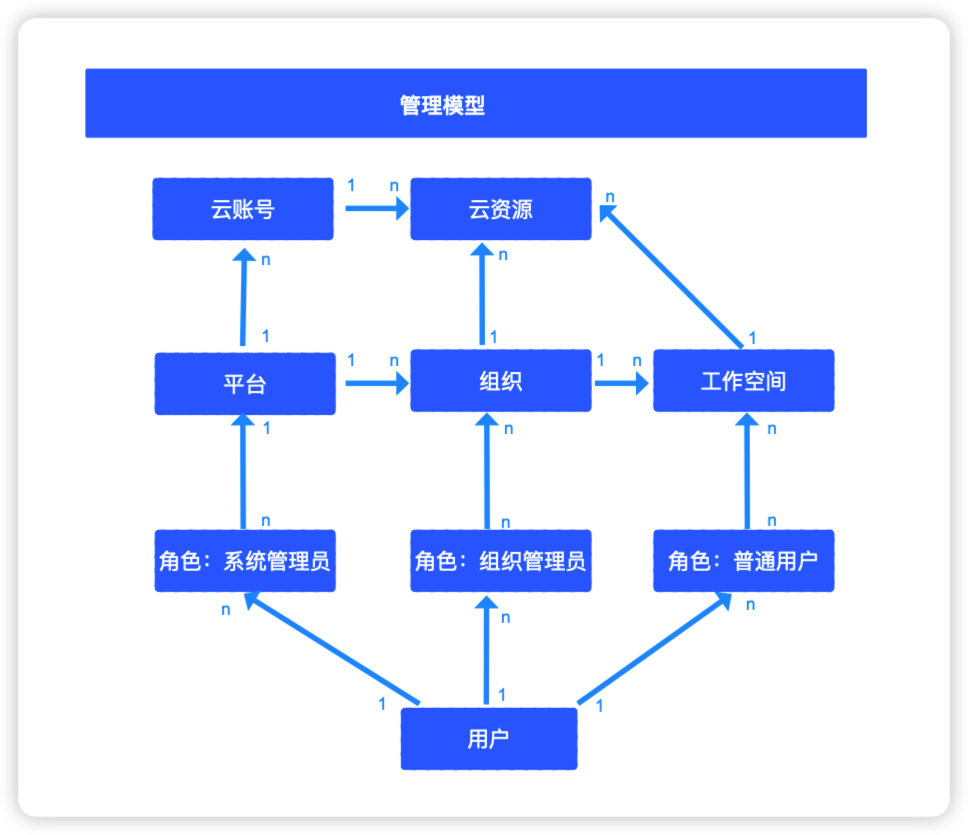 管理模型
1 n
云账号 云资源 n
n n
1 1 1
1 n 1 n
平台 组织 工作空间
1 n n
n n n
角色：系统管理员 角色：组织管理员 角色：普通用户
n n n
1 1 1
用户